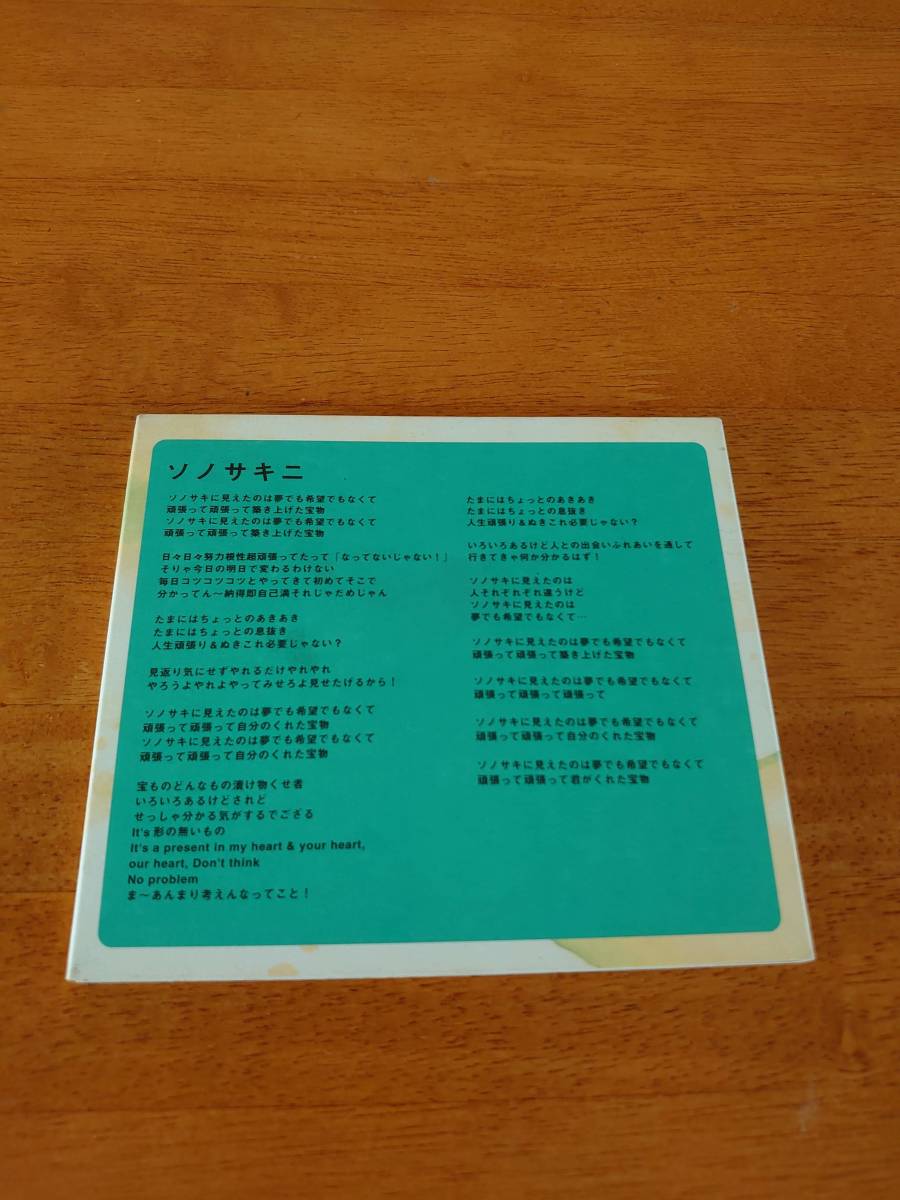 ソノサキニ
ソノサキに見えたのは夢でも希望でもなくて
頑張って頑張って築き上げた宝物
ソノサキに見えたのは夢でも希望でもなくて
頑張って頑張って築き上げた宝物
日々日々努力根性超頑張ってたって「なってないじゃない！」
そりゃ今日の明日で変わるわけない
毎日コツコツコツとやってきて初めてそこで
分かってん〜納得即自己満それじゃだめじゃん
たまにはちょっとのあきあき
たまにはちょっとの息抜き
人生頑張り＆ぬきこれ必要じゃない？
見返り気にせずやれるだけやれやれ
やろうよやれよやってみせろよ見せたげるから！
ソノサキに見えたのは夢でも希望でもなくて
頑張って頑張って自分のくれた宝物
ソノサキに見えたのは夢でも希望でもなくて
頑張って頑張って自分のくれた宝物
宝ものどんなもの漬け物くせ者
いろいろあるけどされど
せっしゃ分かる気がするでござる
It's 形の無いもの
It's a present in my heart & your heart,
our heart, Don't think
No problem
ま〜あんまり考えんなってこと！
たまにはちょっとのあきあき
たまにはちょっとの息抜き
人生頑張り＆ぬきこれ必要じゃない？
いろいろあるけど人との出会いふれあいを通して
行きてきゃ何か分かるはず！
ソノサキに見えたのは
人それぞれぞれ違うけど
ソノサキに見えたのは
夢でも希望でもなくて…
ソノサキに見えたのは夢でも希望でもなくて
頑張って頑張って築き上げた宝物
ソノサキに見えたのは夢でも希望でもなくて
頑張って頑張って頑張って
ソノサキに見えたのは夢でも希望でもなくて
頑張って頑張って自分のくれた宝物
ソノサキに見えたのは夢でも希望でもなくて
頑張って頑張って君がくれた宝物